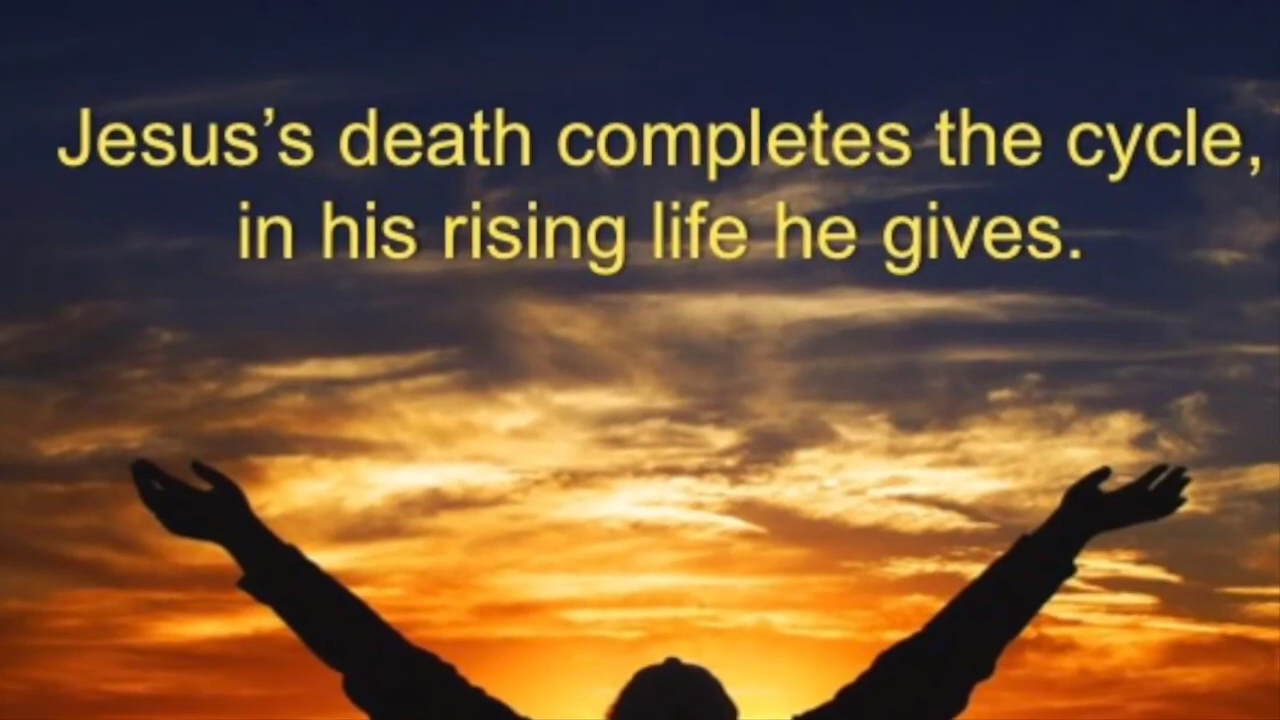 Jesus’s death completes the cycle,
in his rising life he gives.